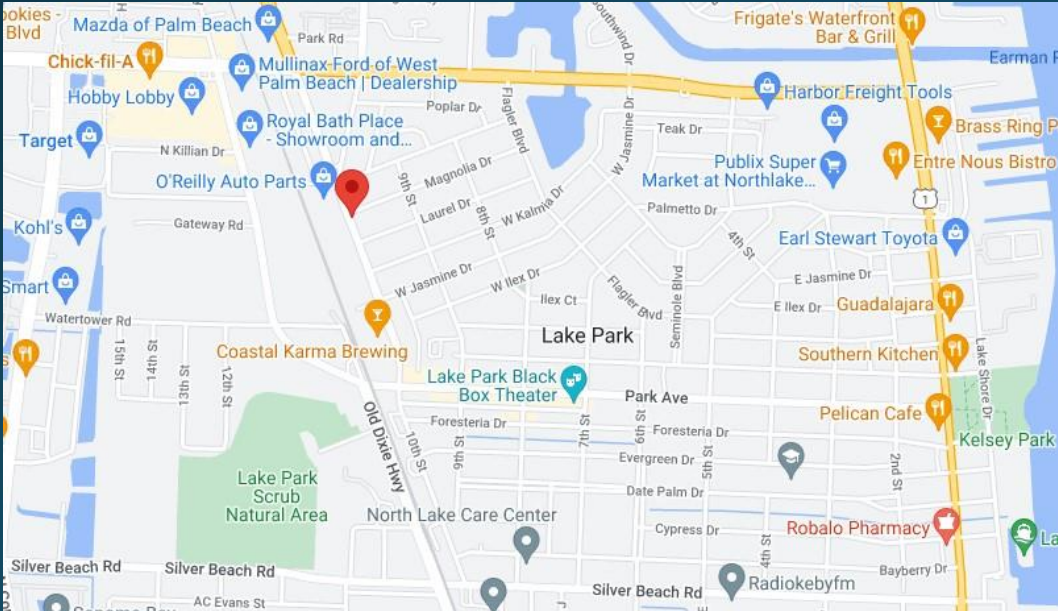 ookies -
Blvd
Mazda of Palm Beach
Park Rd
Frigate's Waterfront
Bar & Grill
Chick-fil-A
Mullinax Ford of West
Palm Beach | Dealership
Earman
Hobby Lobby
Poplar Dr
Flagler Blvd
Southwind Dr
Harbor Freight Tools
Target
Royal Bath Place
- Showroom and...
Teak Dr
W Jasmine Dr
Brass Ring P
N Killian Dr
Magnolia Dr
Publix Super
Market at Northlake...
Entre Nous Bistro
O'Reilly Auto Parts
9th St
1
Kohl's
Gateway Rd
Laurel Dr
8th St
W Kalmia Dr
Palmetto Dr
4th St
Earl Stewart Toyota
Smart
W Jasmine Dr
W Ilex Dr
E Jasmine Dr
Ilex Ct
Flagler Blvd
Seminole Blvd
E Ilex Dr
Guadalajara
Watertower Rd
Lake Park
s
15th St
14th St
13th St
12th St
Coastal Karma Brewing
Southern Kitchen
Lake Shore Dr
Lake Park Black
Box Theater
Park Ave
Pelican Cafe
Old Dixie Hwy
Foresteria Dr
Foresteria Dr
Kelsey Park
10th St
9th St
7th St
6th St
5th St
2nd St
Evergreen Dr
Lake Park
Scrub
Natural Area
Date Palm Dr
North Lake Care Center
Cypress Dr
4th St
Robalo Pharmacy
La
Silver Beach Rd
Silver Beach Rd
Bayberry Dr
Silver Beach Rd
Radiokebyfm
AC Evans St